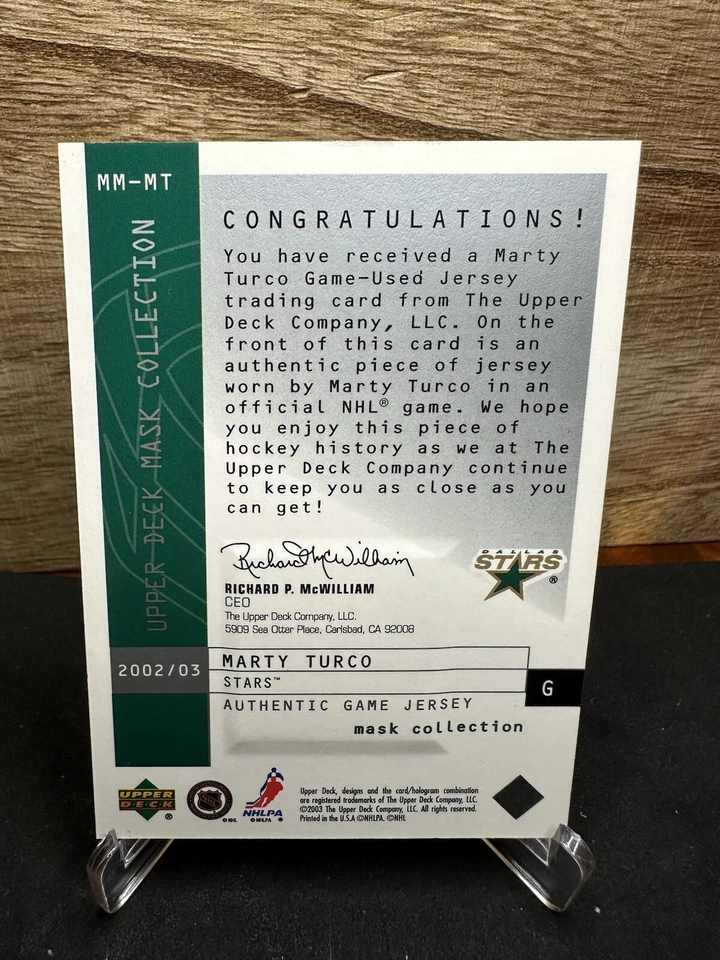 MM-MT
UPPER DECK MASK COLLECTION
CONGRATULATIONS!
You have received a Marty
Turco Game-Used Jersey
trading card from The Upper
Deck Company, LLC. On the
front of this card is an
authentic piece of jersey
worn by Marty Turco in an
official NHL® game. We hope
you enjoy this piece of
hockey history as we at The
Upper Deck Company continue
to keep you as close as you
can get!
Richard McWilliam
DALLAS
STARS®
RICHARD P. McWILLIAM
CEO
The Upper Deck Company, LLC.
5909 Sea Otter Place, Carlsbad, CA 92008
2002/03
MARTY TURCO
STARS™
G
AUTHENTIC GAME JERSEY
mask collection
UPPER
DECK®
NHL
©NHL
NHLPA
©NHLPA
Upper Deck, designs and the card/hologram combination
are registered trademarks of The Upper Deck Company, LLC.
©2003 The Upper Deck Company, LLC. All rights reserved.
Printed in the U.S.A ©NHLPA. ©NHL